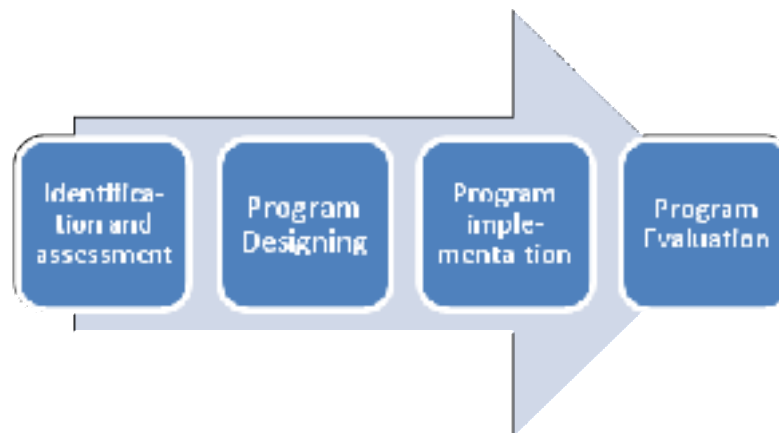 Identifica-
tion and
assessment
Program
Designing
Program
imple-
menta tion
Program
Evaluation